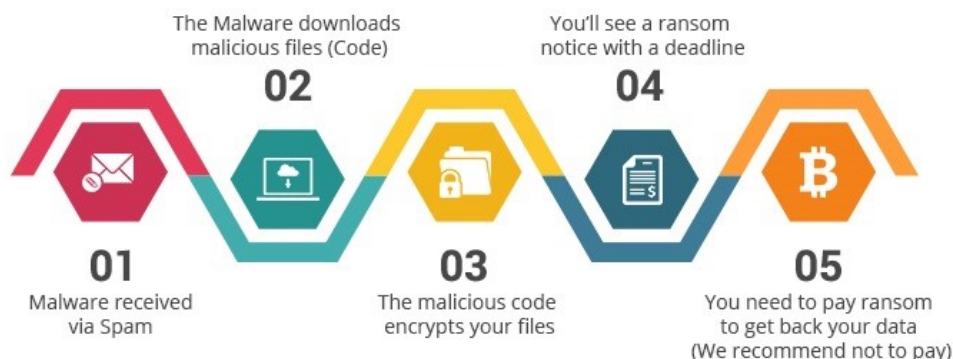 The Malware downloads
malicious files (Code)
02
You'll see a ransom
notice with a deadline
04
01
Malware received
via Spam
03
The malicious code
encrypts your files
05
You need to pay ransom
to get back your data
(We recommend not to pay)